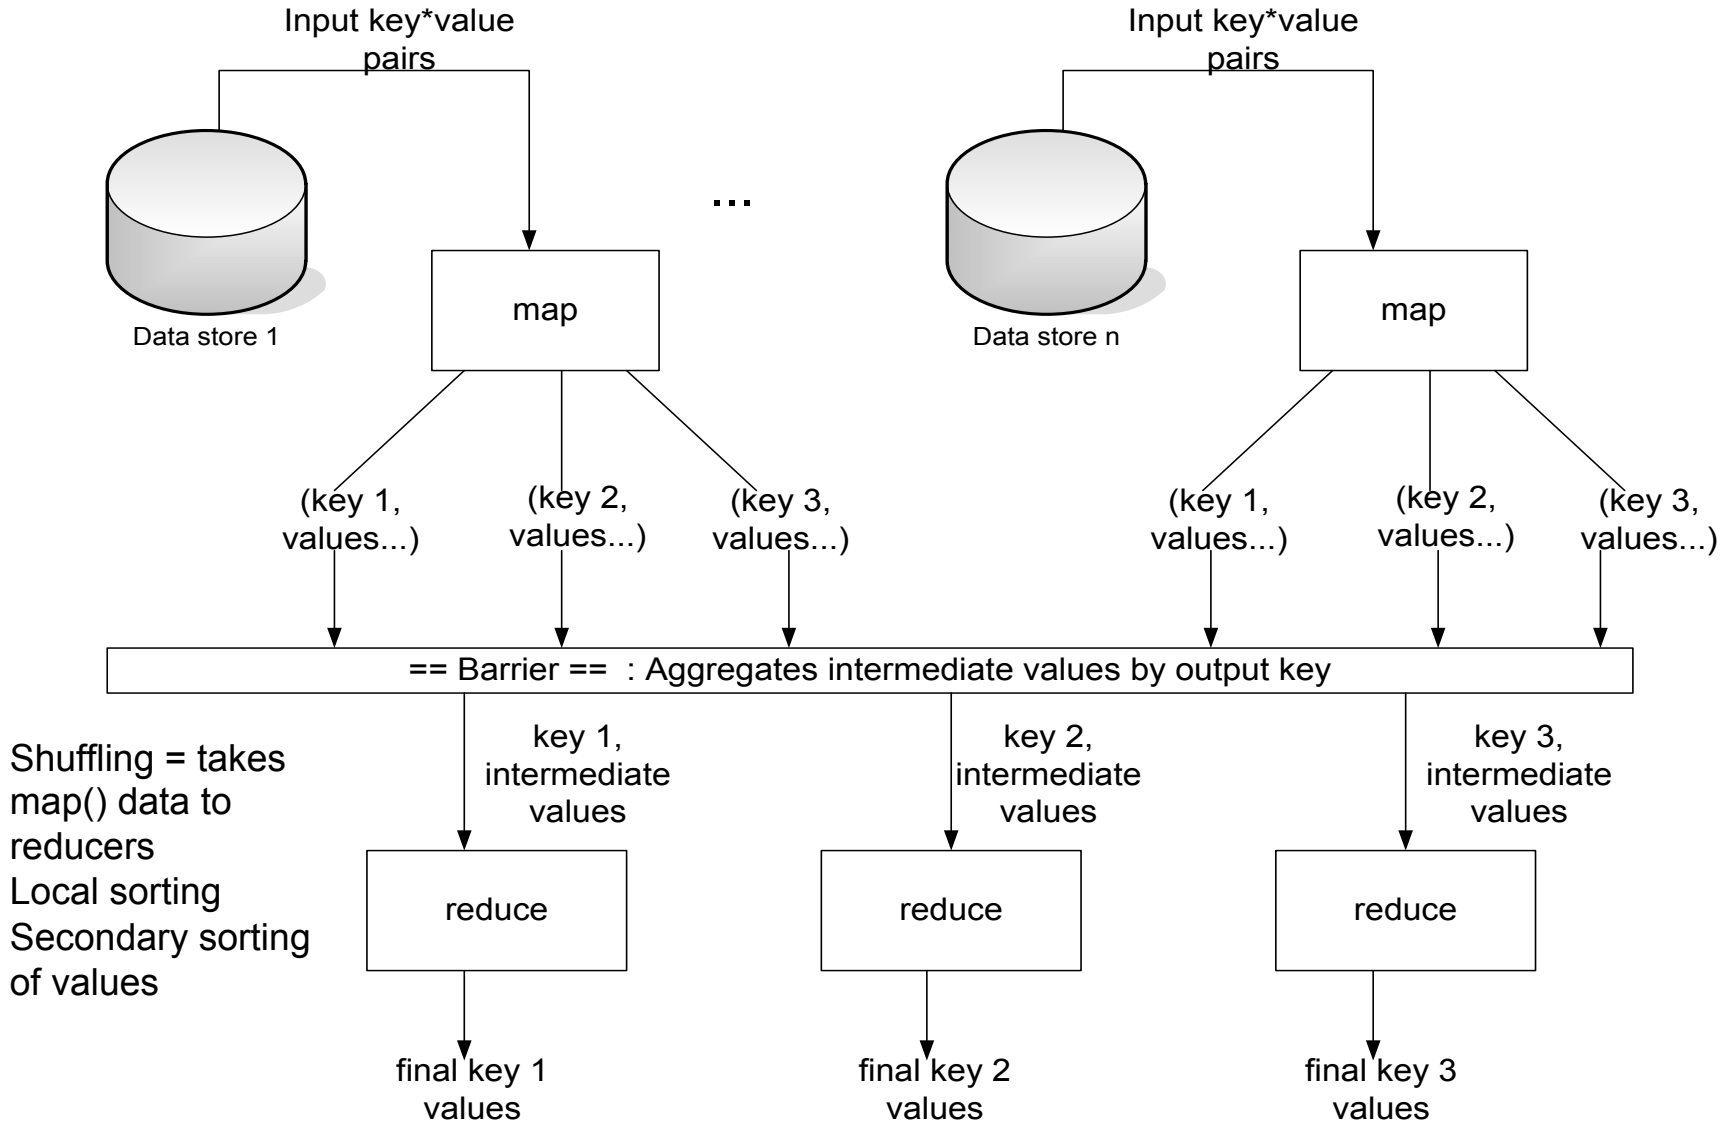 Input key*value
pairs
Input key*value
pairs
...
Data store 1
map
Data store n
map
(key 1,
values...)
(key 2,
values...)
(key 3,
values...)
(key 1,
values...)
(key 2,
values...)
(key 3,
values...)
== Barrier == : Aggregates intermediate values by output key
Shuffling = takes
map() data to
reducers
Local sorting
Secondary sorting
of values
key 1,
intermediate
values
key 2,
intermediate
values
key 3,
intermediate
values
reduce
reduce
reduce
final key 1
values
final key 2
values
final key 3
values